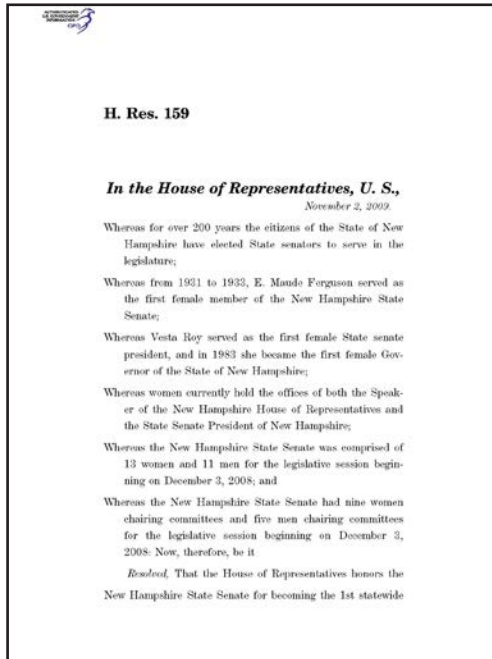 AUTHENTICATED
U.S. GOVERNMENT
INFORMATION
GPO
H. Res. 159
In the House of Representatives, U. S.,
November 2, 2009.
Whereas for over 200 years the citizens of the State of New
Hampshire have elected State senators to serve in the
legislature;
Whereas from 1931 to 1933, E. Maude Ferguson served as
the first female member of the New Hampshire State
Senate;
Whereas Vesta Roy served as the first female State senate
president, and in 1983 she became the first female Gov-
ernor of the State of New Hampshire;
Whereas women currently hold the offices of both the Speak-
er of the New Hampshire House of Representatives and
the State Senate President of New Hampshire;
Whereas the New Hampshire State Senate was comprised of
13 women and 11 men for the legislative session begin-
ning on December 3, 2008; and
Whereas the New Hampshire State Senate had nine women
chairing committees and five men chairing committees
for the legislative session beginning on December 3,
2008: Now, therefore, be it
Resolved, That the House of Representatives honors the
New Hampshire State Senate for becoming the 1st statewide